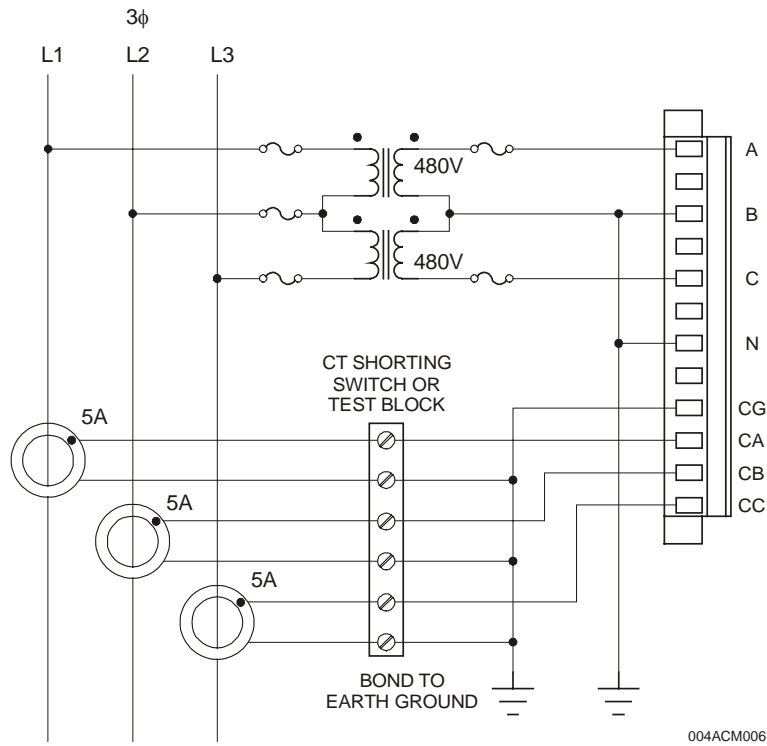 3ϕ
L1
L2
L3
480V
480V
A
B
C
N
CG
CA
CB
CC
CT SHORTING
SWITCH OR
TEST BLOCK
5A
5A
5A
BOND TO
EARTH GROUND
004ACM006